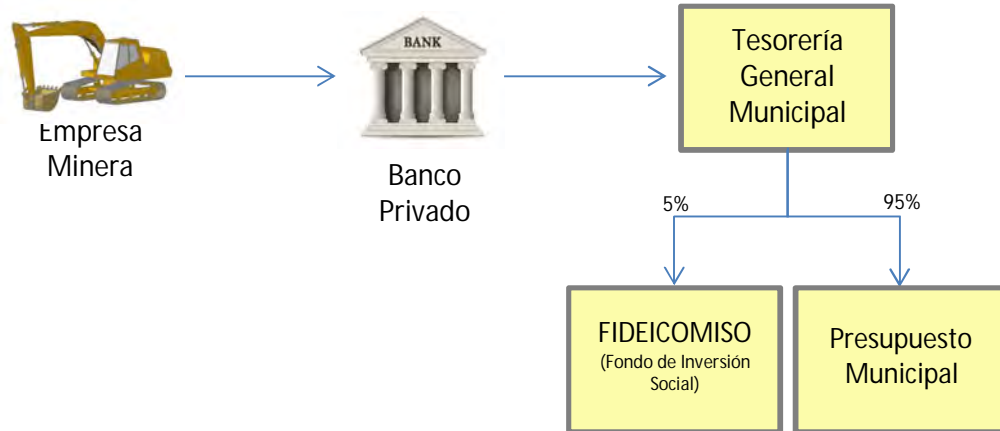 BANK
Empresa
Minera
Banco
Privado
Tesorería
General
Municipal
5%
95%
FIDEICOMISO
(Fondo de Inversión
Social)
Presupuesto
Municipal